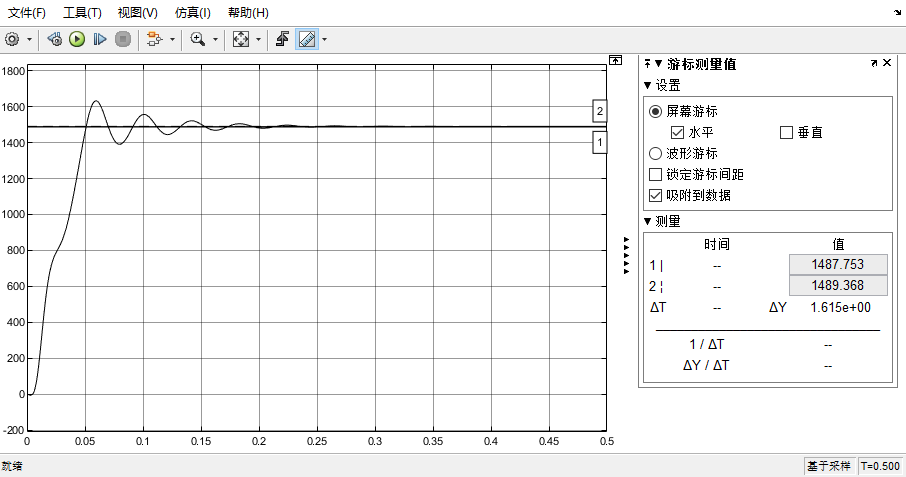 文件(F) 工具(T) 视图(V) 仿真(I) 帮助(H)
1800
1600
1400
1200
1000
800
600
400
200
0
-200
0 0.05 0.1 0.15 0.2 0.25 0.3 0.35 0.4 0.45 0.5
2
1
游标测量值
设置
屏幕游标
水平 垂直
波形游标
锁定游标间距
吸附到数据
测量
时间 值
1 | -- 1487.753
2 ¦ -- 1489.368
ΔT -- ΔY 1.615e+00
1 / ΔT --
ΔY / ΔT --
就绪 基于采样 T=0.500